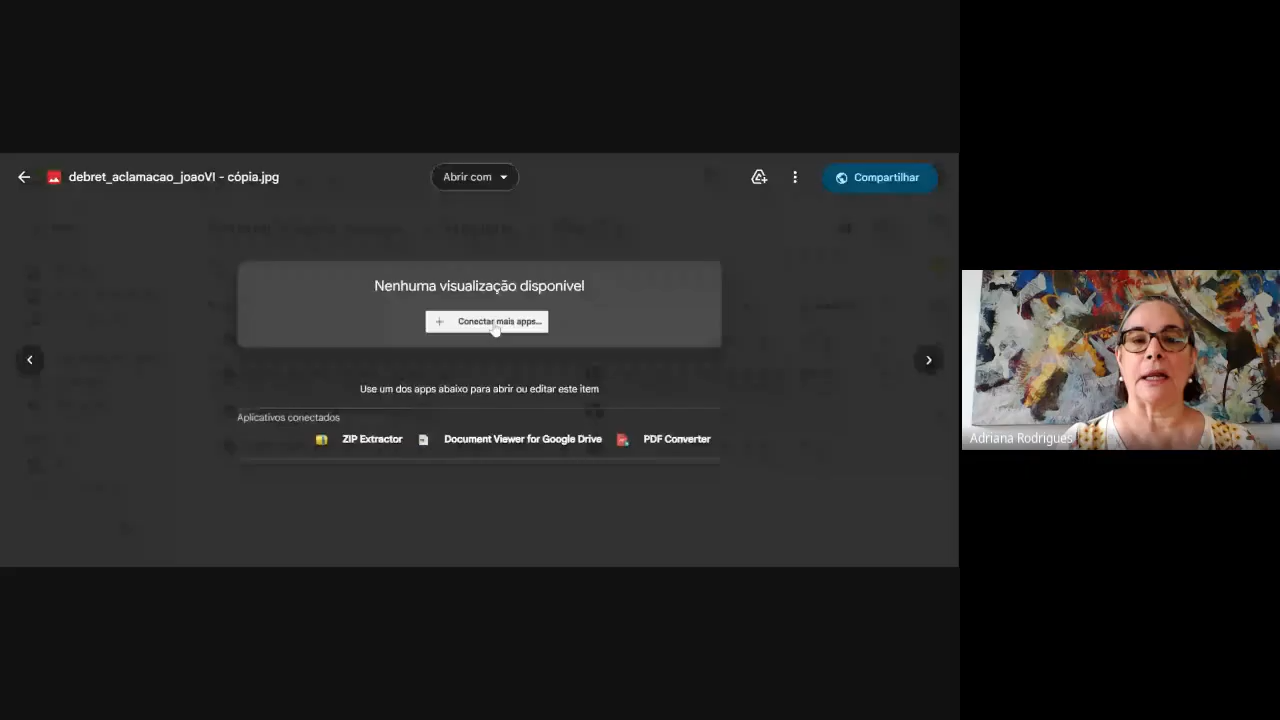 debret_aclamacao_joaoVI - cópia.jpg
Abrir com
Compartilhar
Nenhuma visualização disponível
Conectar mais apps...
Use um dos apps abaixo para abrir ou editar este item
Aplicativos conectados
ZIP Extractor
Document Viewer for Google Drive
PDF Converter
Adriana Rodrigues